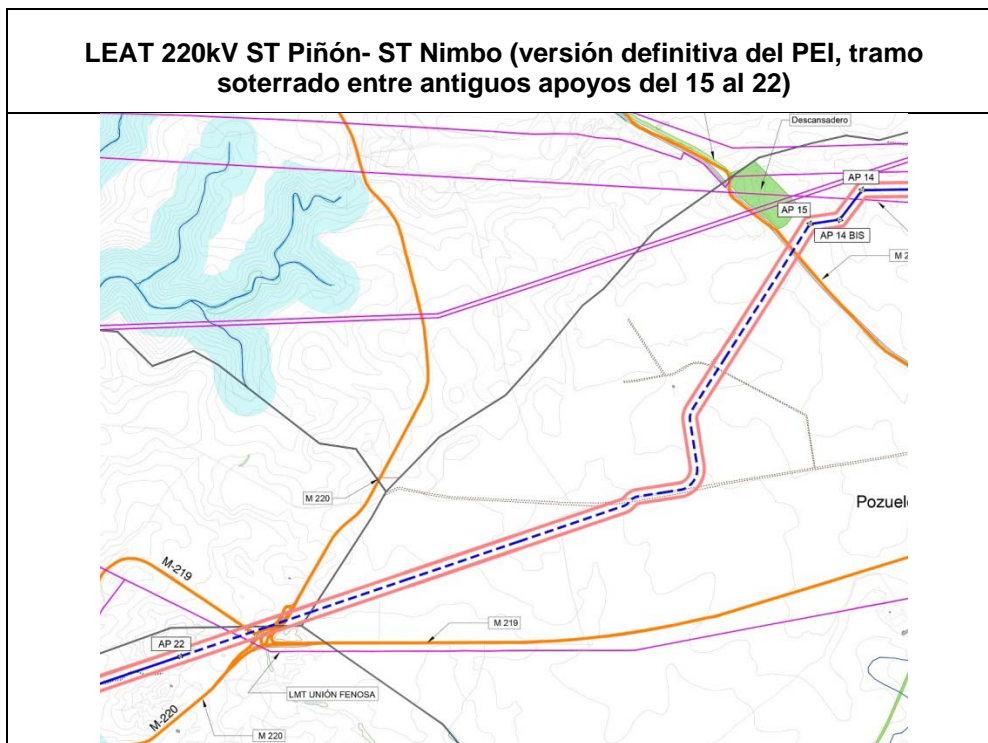 LEAT 220kV ST Piñón- ST Nimbo (versión definitiva del PEI, tramo
soterrado entre antiguos apoyos del 15 al 22)
Descansadero
AP 14
AP 15
AP 14 BIS
M 2
M 220
Pozuel
M-219
M 219
AP 22
LMT UNIÓN FENOSA
M-220
M 220